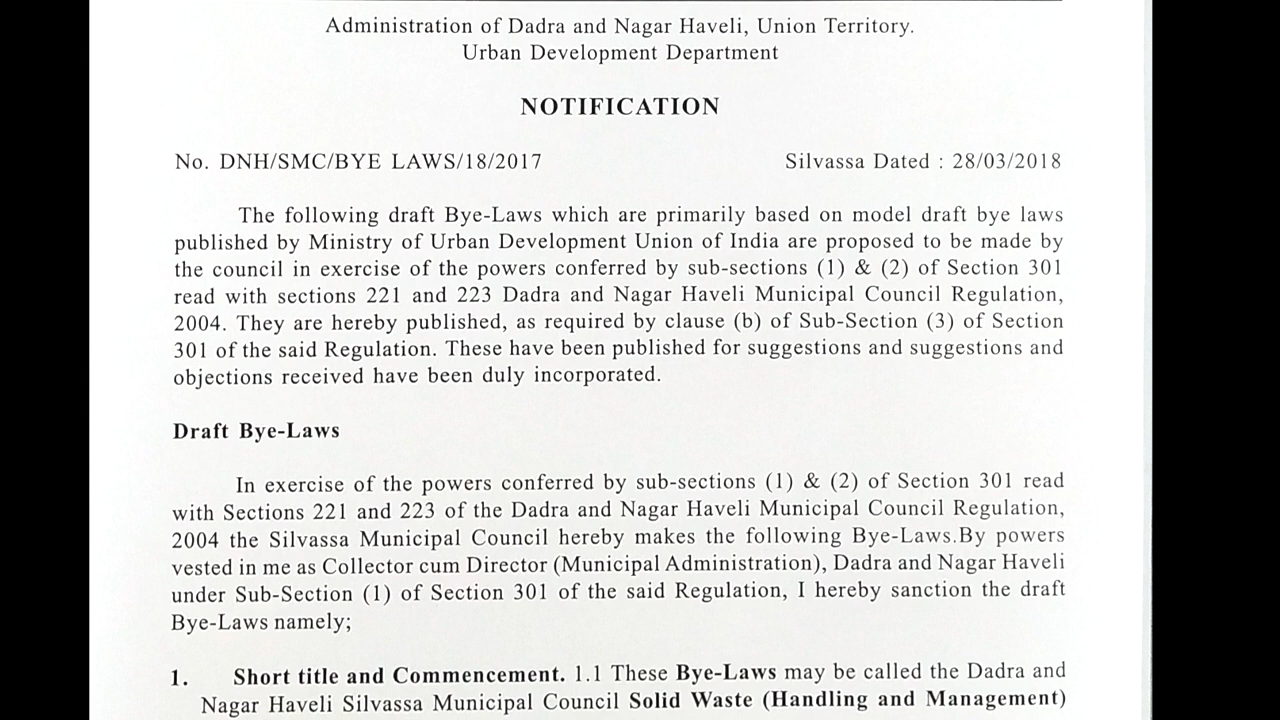 Administration of Dadra and Nagar Haveli, Union Territory.
Urban Development Department
NOTIFICATION
No. DNH/SMC/BYE LAWS/18/2017 Silvassa Dated : 28/03/2018
The following draft Bye-Laws which are primarily based on model draft bye laws
published by Ministry of Urban Development Union of India are proposed to be made by
the council in exercise of the powers conferred by sub-sections (1) & (2) of Section 301
read with sections 221 and 223 Dadra and Nagar Haveli Municipal Council Regulation,
2004. They are hereby published, as required by clause (b) of Sub-Section (3) of Section
301 of the said Regulation. These have been published for suggestions and suggestions and
objections received have been duly incorporated.
Draft Bye-Laws
In exercise of the powers conferred by sub-sections (1) & (2) of Section 301 read
with Sections 221 and 223 of the Dadra and Nagar Haveli Municipal Council Regulation,
2004 the Silvassa Municipal Council hereby makes the following Bye-Laws.By powers
vested in me as Collector cum Director (Municipal Administration), Dadra and Nagar Haveli
under Sub-Section (1) of Section 301 of the said Regulation, I hereby sanction the draft
Bye-Laws namely;
1. Short title and Commencement. 1.1 These Bye-Laws may be called the Dadra and
Nagar Haveli Silvassa Municipal Council Solid Waste (Handling and Management)